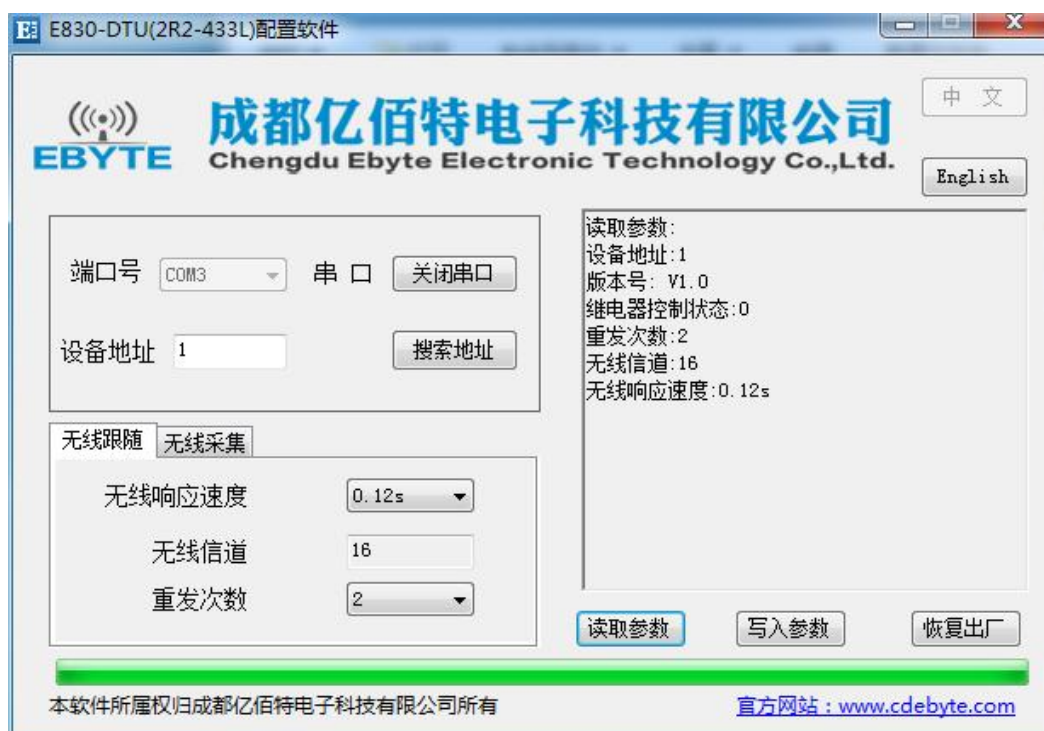 E830-DTU(2R2-433L)配置软件
EBYTE
成都亿佰特电子科技有限公司
Chengdu Ebyte Electronic Technology Co.,Ltd.
中 文
English
端口号 COM3 串 口 关闭串口
设备地址 1 搜索地址
无线跟随 无线采集
无线响应速度 0.12s
无线信道 16
重发次数 2
读取参数:
设备地址:1
版本号: V1.0
继电器控制状态:0
重发次数:2
无线信道:16
无线响应速度:0.12s
读取参数 写入参数 恢复出厂
本软件所属权归成都亿佰特电子科技有限公司所有 官方网站：www.cdebyte.com